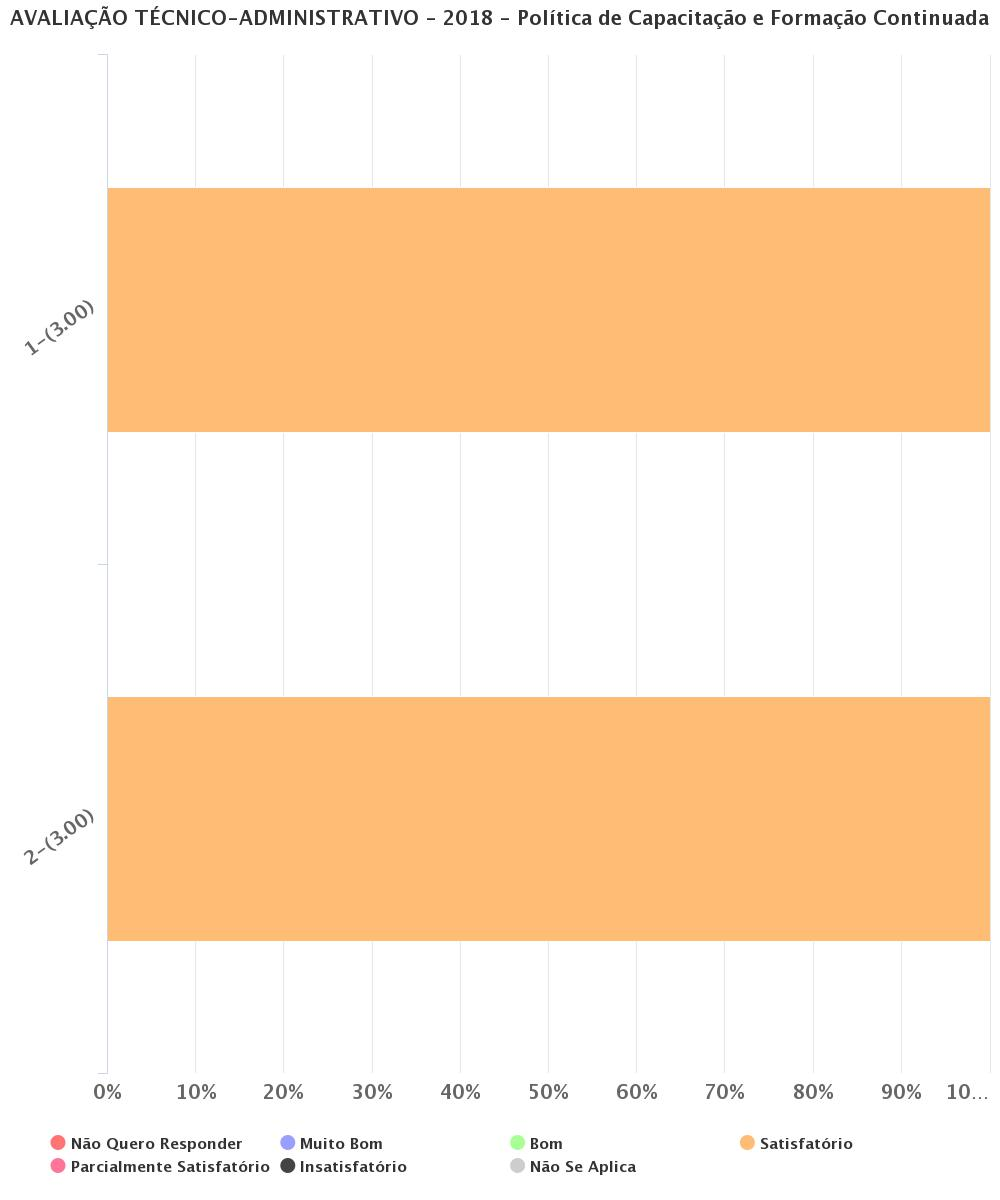 AVALIAÇÃO TÉCNICO-ADMINISTRATIVO - 2018 - Política de Capacitação e Formação Continuada
1-(3.00)
2-(3.00)
0% 10% 20% 30% 40% 50% 60% 70% 80% 90% 10...
Não Quero Responder Muito Bom Bom Satisfatório
Parcialmente Satisfatório Insatisfatório Não Se Aplica